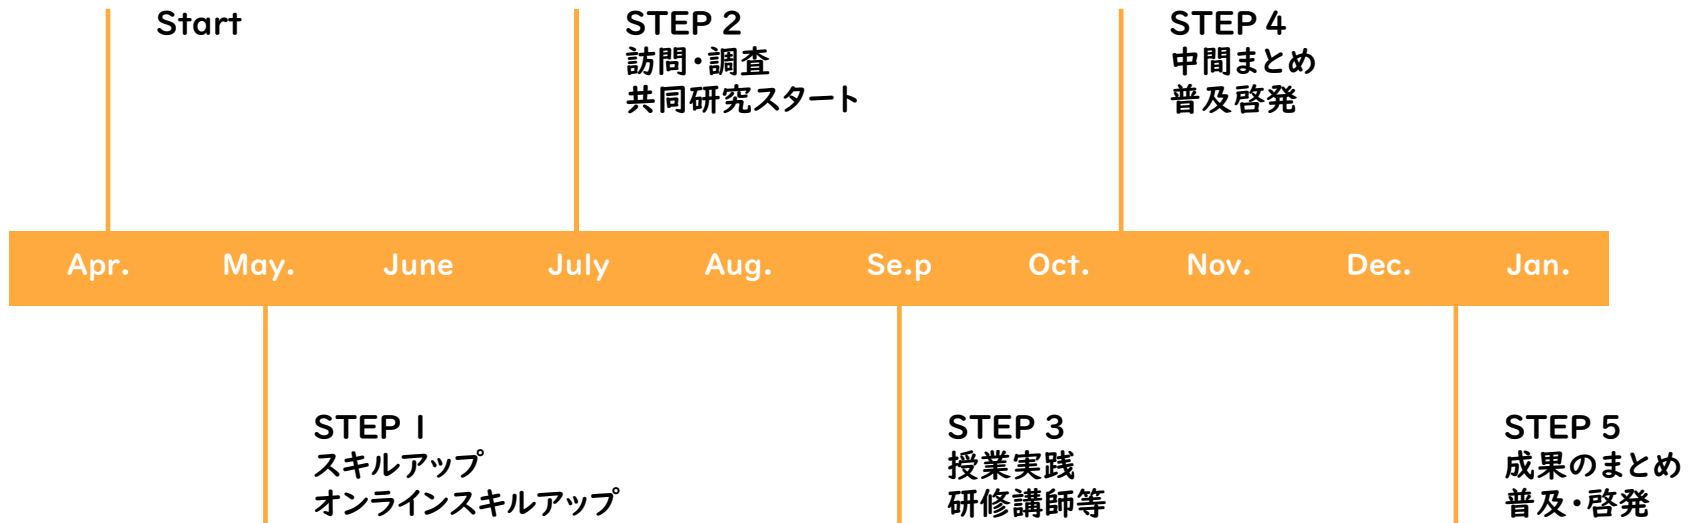 Start
STEP 2
訪問・調査
共同研究スタート
STEP 4
中間まとめ
普及啓発
Apr. May. June July Aug. Se.p Oct. Nov. Dec. Jan.
STEP 1
スキルアップ
オンラインスキルアップ
STEP 3
授業実践
研修講師等
STEP 5
成果のまとめ
普及・啓発